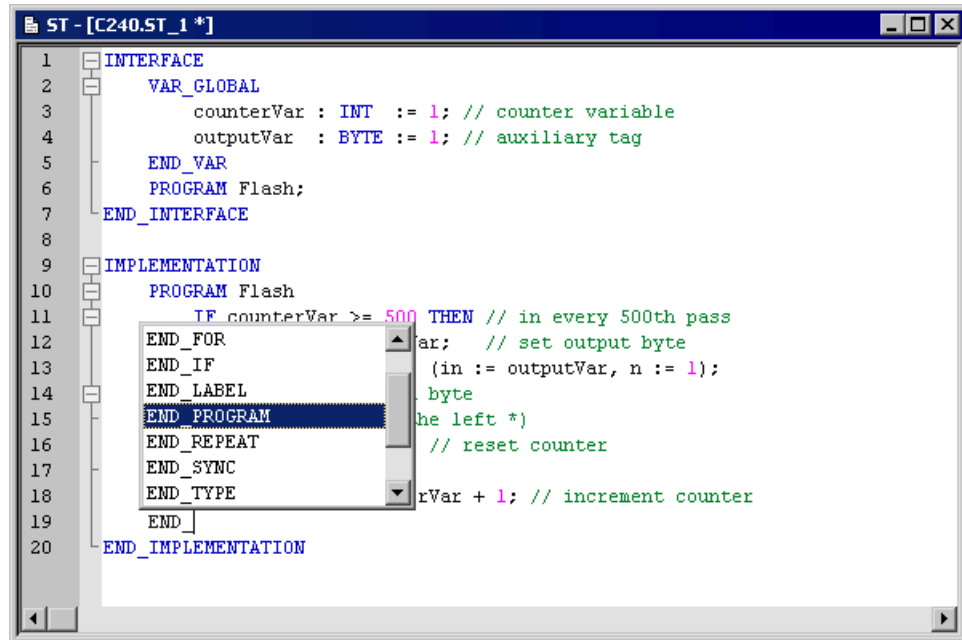 ST - [C240.ST_1 *]
1 INTERFACE
2 VAR_GLOBAL
3 counterVar : INT := 1; // counter variable
4 outputVar : BYTE := 1; // auxiliary tag
5 END_VAR
6 PROGRAM Flash;
7 END_INTERFACE
8
9 IMPLEMENTATION
10 PROGRAM Flash
11 IF counterVar >= 500 THEN // in every 500th pass
12 END_FOR ar; // set output byte
13 END_IF (in := outputVar, n := 1);
14 END_LABEL byte
15 END_PROGRAM he left *)
16 END_REPEAT // reset counter
17 END_SYNC
18 END_TYPE rVar + 1; // increment counter
19 END_
20 END_IMPLEMENTATION